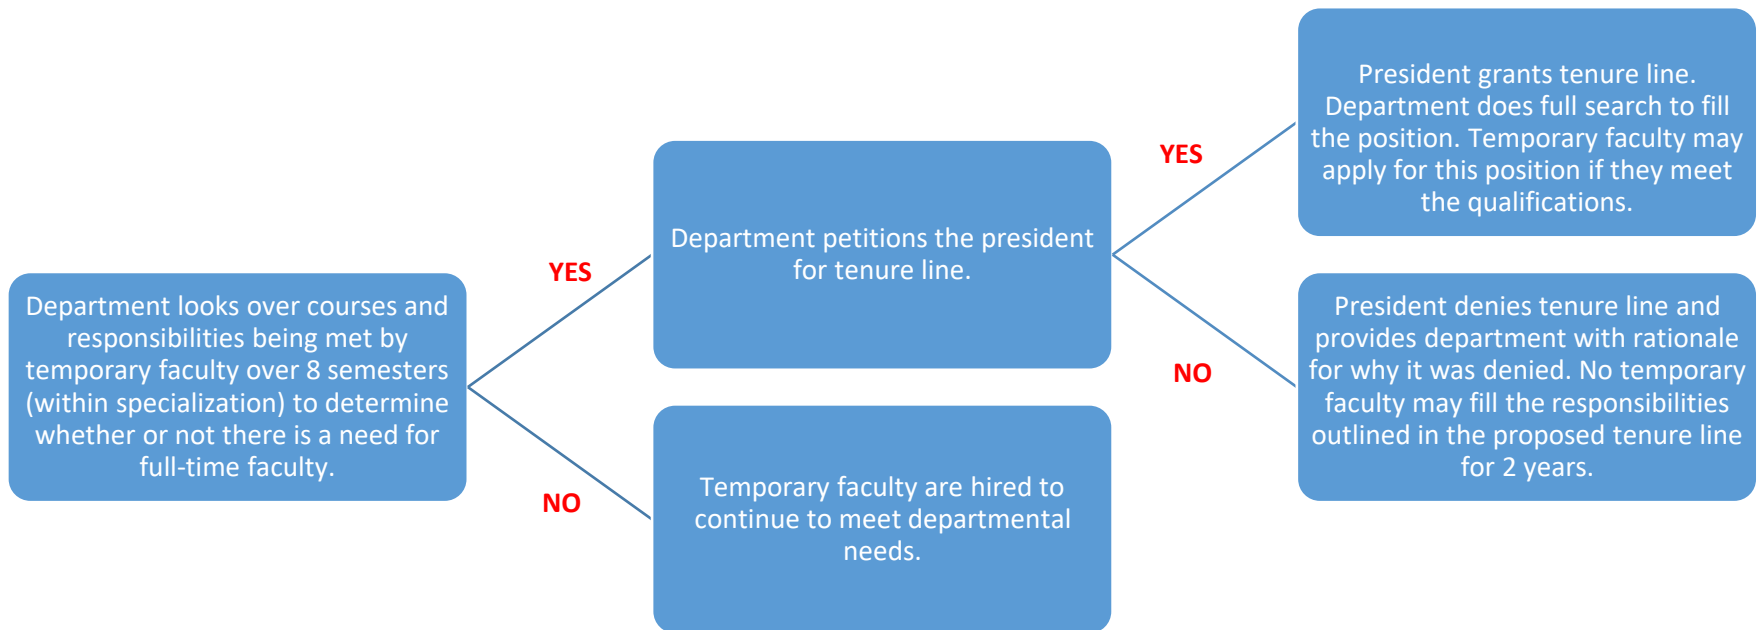 Department looks over courses and
responsibilities being met by
temporary faculty over 8 semesters
(within specialization) to determine
whether or not there is a need for
full-time faculty.
YES
Department petitions the president
for tenure line.
NO
Temporary faculty are hired to
continue to meet departmental
needs.
YES
President grants tenure line.
Department does full search to fill
the position. Temporary faculty may
apply for this position if they meet
the qualifications.
NO
President denies tenure line and
provides department with rationale
for why it was denied. No temporary
faculty may fill the responsibilities
outlined in the proposed tenure line
for 2 years.